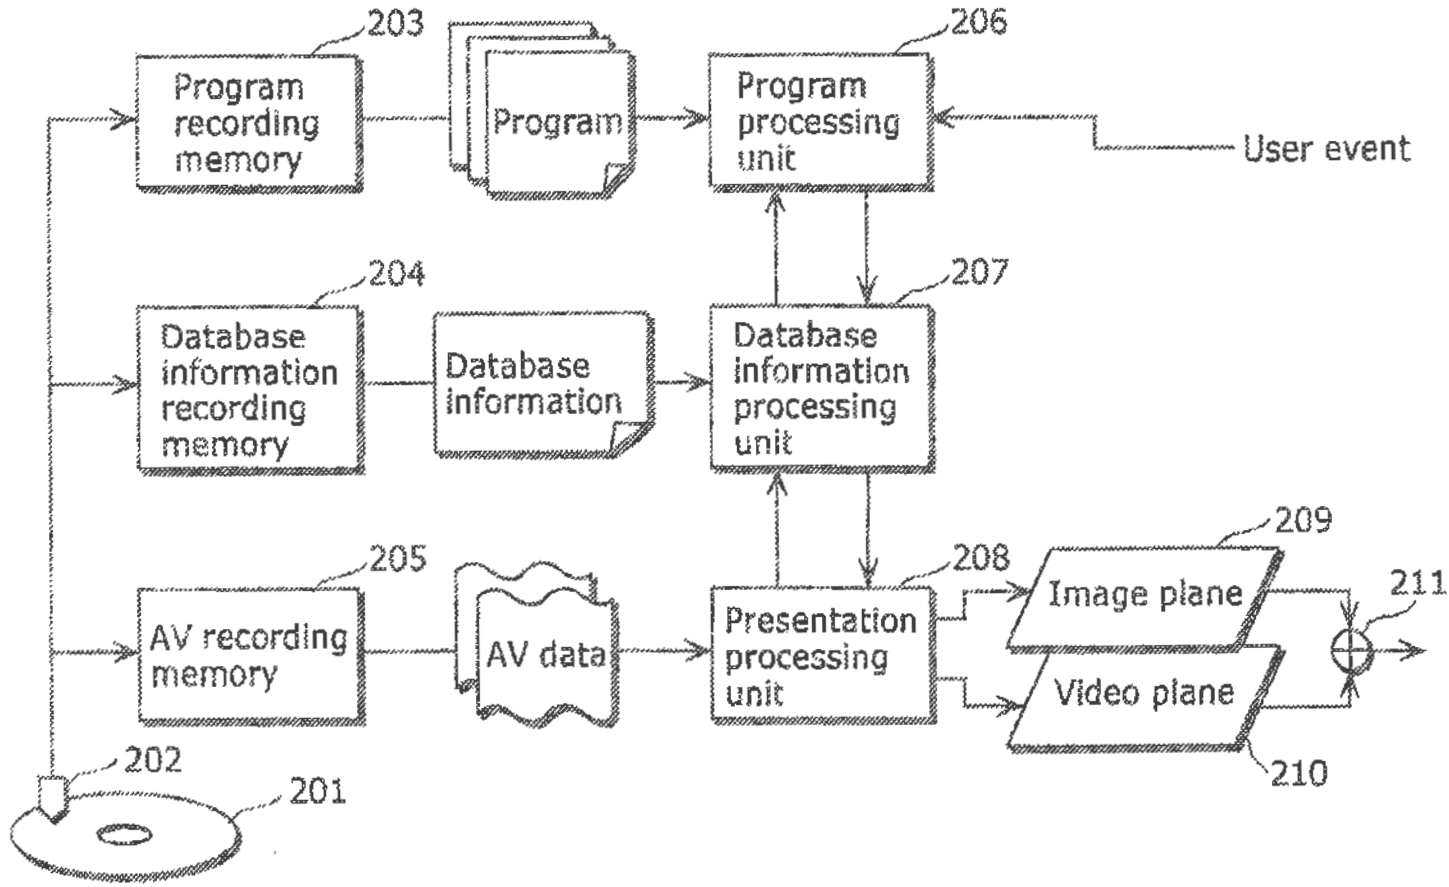 203
206
Program
recording
memory
Program
Program
processing
unit
User event
204
207
Database
information
recording
memory
Database
information
Database
information
processing
unit
205
208
209
211
AV recording
memory
AV data
Presentation
processing
unit
Image plane
Video plane
210
202
201